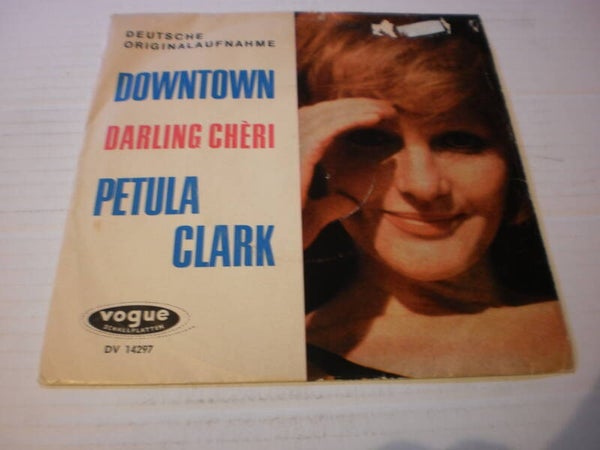 DEUTSCHE
ORIGINALAUFNAHME
DOWNTOWN
DARLING CHÈRI
PETULA
CLARK
vogue
SCHALLPLATTEN
DV 14297